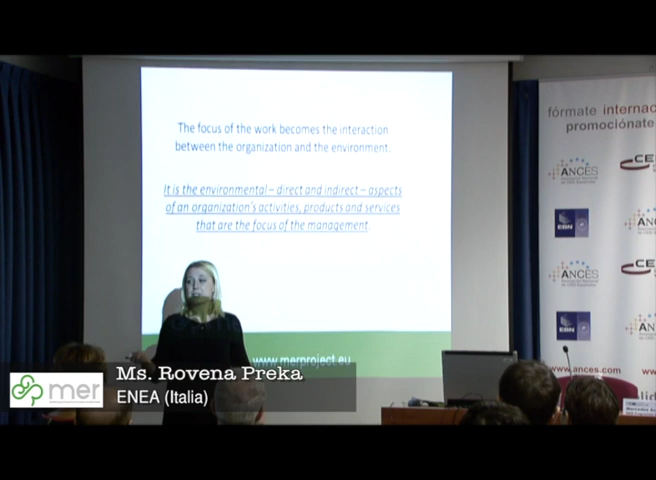 The focus of the work becomes the interaction
between the organization and the environment.
It is the environmental – direct and indirect – aspects
of an organization's activities, products and services
that are the focus of the management.
www.merproject.eu
mer
Ms. Rovena Preka
ENEA (Italia)
fórmate internac
promociónate
ANCES
CE
EBN
AN
ANCES
CE
EBN
AN
www.ances.com
www